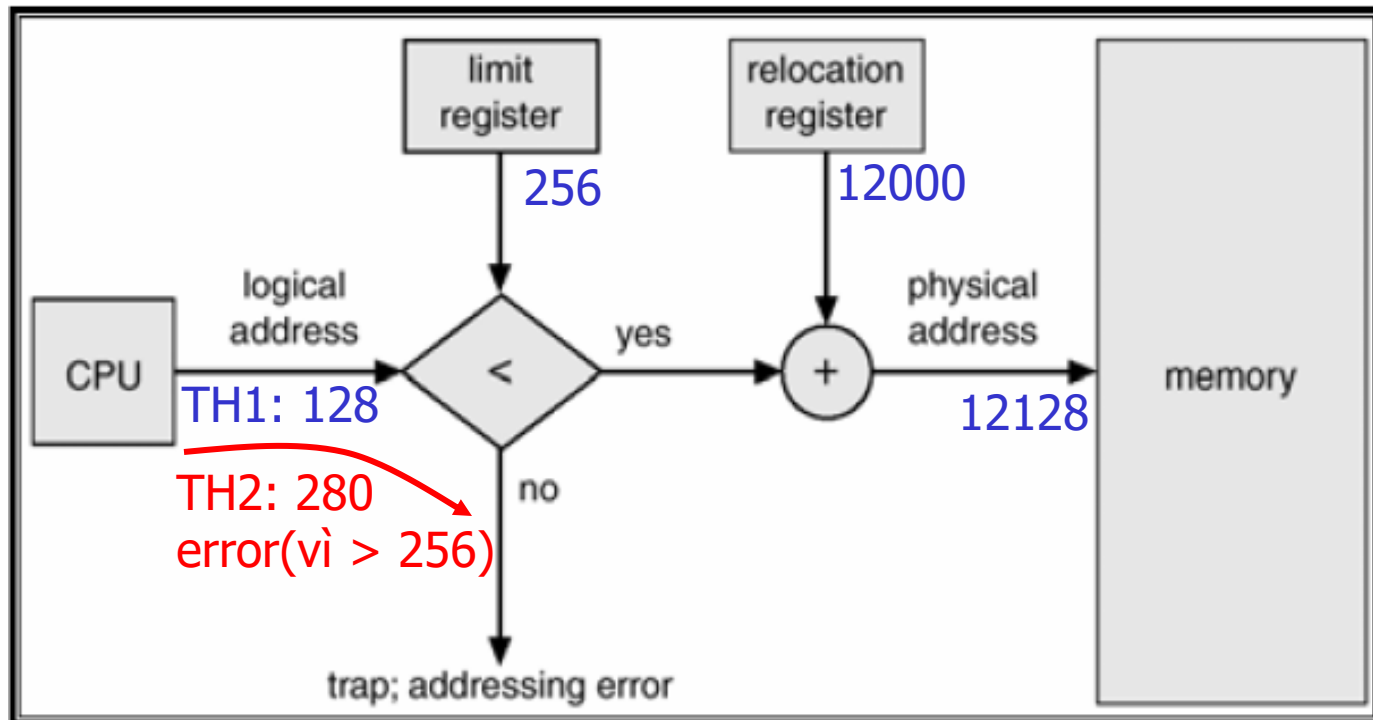 limit
register
relocation
register
256
12000
logical
address
physical
address
yes
CPU
<
+
memory
TH1: 128
12128
TH2: 280
no
error(vì > 256)
trap; addressing error